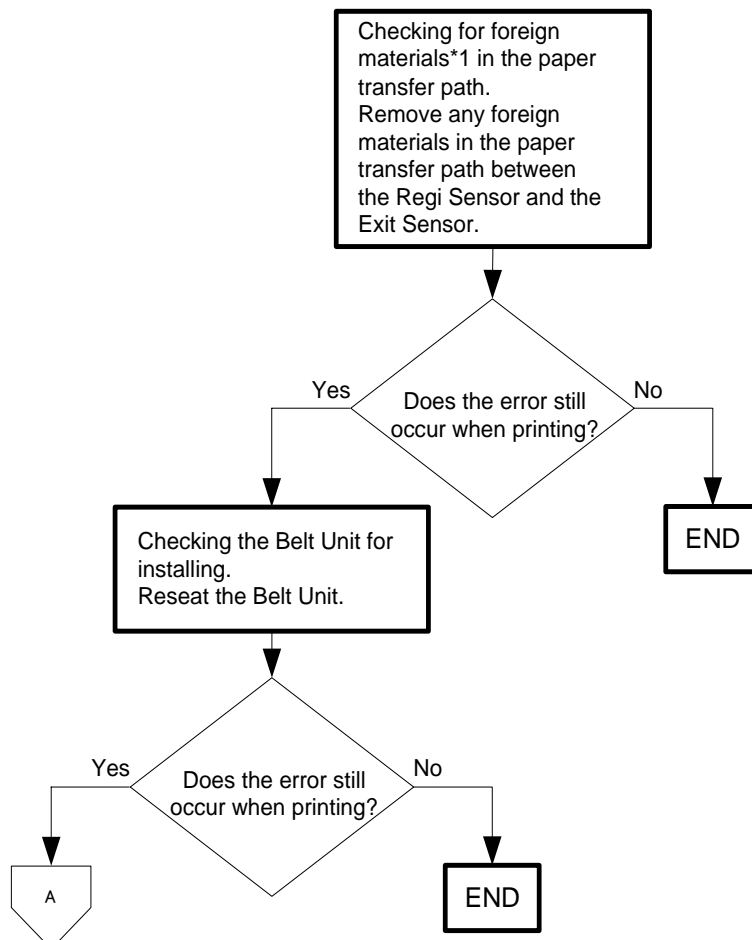 Checking for foreign
materials*1 in the paper
transfer path.
Remove any foreign
materials in the paper
transfer path between
the Regi Sensor and the
Exit Sensor.
Yes
No
Does the error still
occur when printing?
END
Checking the Belt Unit for
installing.
Reseat the Belt Unit.
Yes
No
Does the error still
occur when printing?
A
END